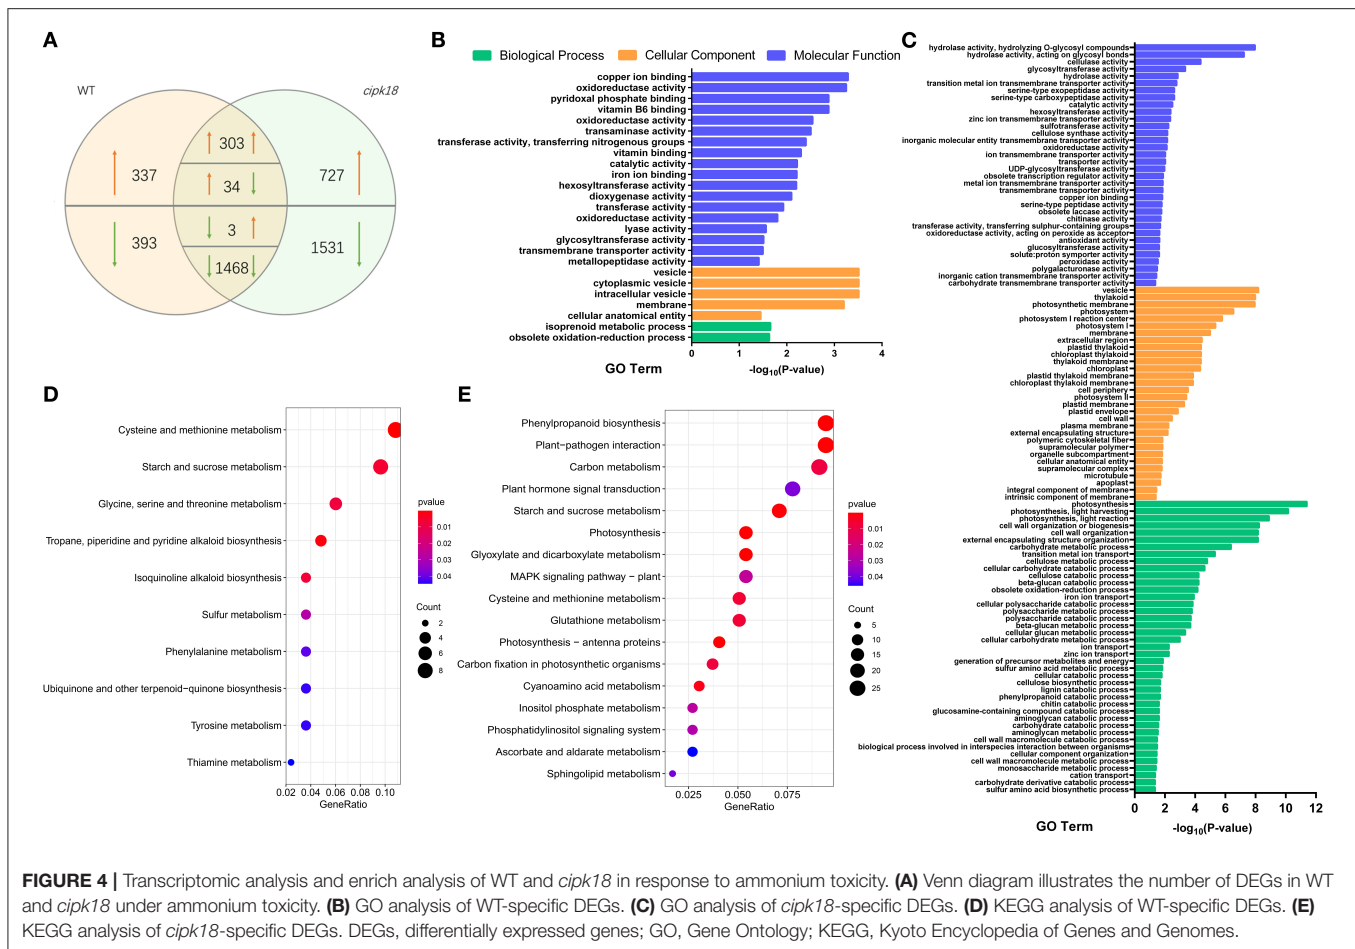 A
WT
cipk18
337
303
727
34
3
393
1531
1468
B
Biological Process
Cellular Component
Molecular Function
copper ion binding
oxidoreductase activity
pyridoxal phosphate binding
vitamin B6 binding
oxidoreductase activity
transaminase activity
transferase activity, transferring nitrogenous groups
vitamin binding
catalytic activity
iron ion binding
hexosyltransferase activity
dioxygenase activity
transferase activity
oxidoreductase activity
lyase activity
glycosyltransferase activity
transmembrane transporter activity
metallopeptidase activity
vesicle
cytoplasmic vesicle
intracellular vesicle
membrane
cellular anatomical entity
isoprenoid metabolic process
obsolete oxidation-reduction process
0 1 2 3 4
GO Term
-log10(P-value)
C
hydrolase activity, hydrolyzing O-glycosyl compounds
hydrolase activity, acting on glycosyl bonds
cellulase activity
glycosyltransferase activity
hydrolase activity
transition metal ion transmembrane transporter activity
serine-type exopeptidase activity
serine-type carboxypeptidase activity
catalytic activity
hexosyltransferase activity
zinc ion transmembrane transporter activity
sulfotransferase activity
cellulose synthase activity
inorganic molecular entity transmembrane transporter activity
oxidoreductase activity
ion transmembrane transporter activity
transporter activity
UDP-glycosyltransferase activity
obsolete transcription regulator activity
metal ion transmembrane transporter activity
transmembrane transporter activity
copper ion binding
serine-type peptidase activity
obsolete laccase activity
chitinase activity
transferase activity, transferring sulphur-containing groups
oxidoreductase activity, acting on peroxide as acceptor
antioxidant activity
glucosyltransferase activity
solute:proton symporter activity
peroxidase activity
polygalacturonase activity
inorganic cation transmembrane transporter activity
carbohydrate transmembrane transporter activity
vesicle
thylakoid
photosynthetic membrane
photosystem
photosystem I reaction center
photosystem I
membrane
extracellular region
plastid thylakoid
chloroplast thylakoid
thylakoid membrane
chloroplast
plastid thylakoid membrane
chloroplast thylakoid membrane
cell periphery
photosystem II
plastid membrane
plastid envelope
cell wall
plasma membrane
external encapsulating structure
polymeric cytoskeletal fiber
supramolecular polymer
organelle subcompartment
cellular anatomical entity
supramolecular complex
microtubule
apoplast
integral component of membrane
intrinsic component of membrane
photosynthesis
photosynthesis, light harvesting
photosynthesis, light reaction
cell wall organization or biogenesis
cell wall organization
external encapsulating structure organization
carbohydrate metabolic process
transition metal ion transport
cellulose metabolic process
cellular carbohydrate catabolic process
cellulose catabolic process
beta-glucan catabolic process
obsolete oxidation-reduction process
iron ion transport
cellular polysaccharide catabolic process
polysaccharide metabolic process
polysaccharide catabolic process
beta-glucan metabolic process
cellular glucan metabolic process
cellular carbohydrate metabolic process
ion transport
zinc ion transport
generation of precursor metabolites and energy
sulfur amino acid metabolic process
cellular catabolic process
cellulose biosynthetic process
lignin catabolic process
phenylpropanoid catabolic process
chitin catabolic process
glucosamine-containing compound catabolic process
aminoglycan catabolic process
carbohydrate catabolic process
aminoglycan metabolic process
cell wall macromolecule catabolic process
biological process involved in interspecies interaction between organisms
cellular component organization
cell wall macromolecule metabolic process
monosaccharide metabolic process
cation transport
carbohydrate derivative catabolic process
sulfur amino acid biosynthetic process
0 2 4 6 8 10 12
GO Term
-log10(P-value)
D
Cysteine and methionine metabolism
Starch and sucrose metabolism
Glycine, serine and threonine metabolism
Tropane, piperidine and pyridine alkaloid biosynthesis
Isoquinoline alkaloid biosynthesis
Sulfur metabolism
Phenylalanine metabolism
Ubiquinone and other terpenoid−quinone biosynthesis
Tyrosine metabolism
Thiamine metabolism
0.02 0.04 0.06 0.08 0.10
GeneRatio
pvalue
0.01
0.02
0.03
0.04
Count
2
4
6
8
E
Phenylpropanoid biosynthesis
Plant−pathogen interaction
Carbon metabolism
Plant hormone signal transduction
Starch and sucrose metabolism
Photosynthesis
Glyoxylate and dicarboxylate metabolism
MAPK signaling pathway − plant
Cysteine and methionine metabolism
Glutathione metabolism
Photosynthesis − antenna proteins
Carbon fixation in photosynthetic organisms
Cyanoamino acid metabolism
Inositol phosphate metabolism
Phosphatidylinositol signaling system
Ascorbate and aldarate metabolism
Sphingolipid metabolism
0.025 0.050 0.075
GeneRatio
pvalue
0.01
0.02
0.03
0.04
Count
5
10
15
20
25
FIGURE 4 | Transcriptomic analysis and enrich analysis of WT and cipk18 in response to ammonium toxicity. (A) Venn diagram illustrates the number of DEGs in WT
and cipk18 under ammonium toxicity. (B) GO analysis of WT-specific DEGs. (C) GO analysis of cipk18-specific DEGs. (D) KEGG analysis of WT-specific DEGs. (E)
KEGG analysis of cipk18-specific DEGs. DEGs, differentially expressed genes; GO, Gene Ontology; KEGG, Kyoto Encyclopedia of Genes and Genomes.